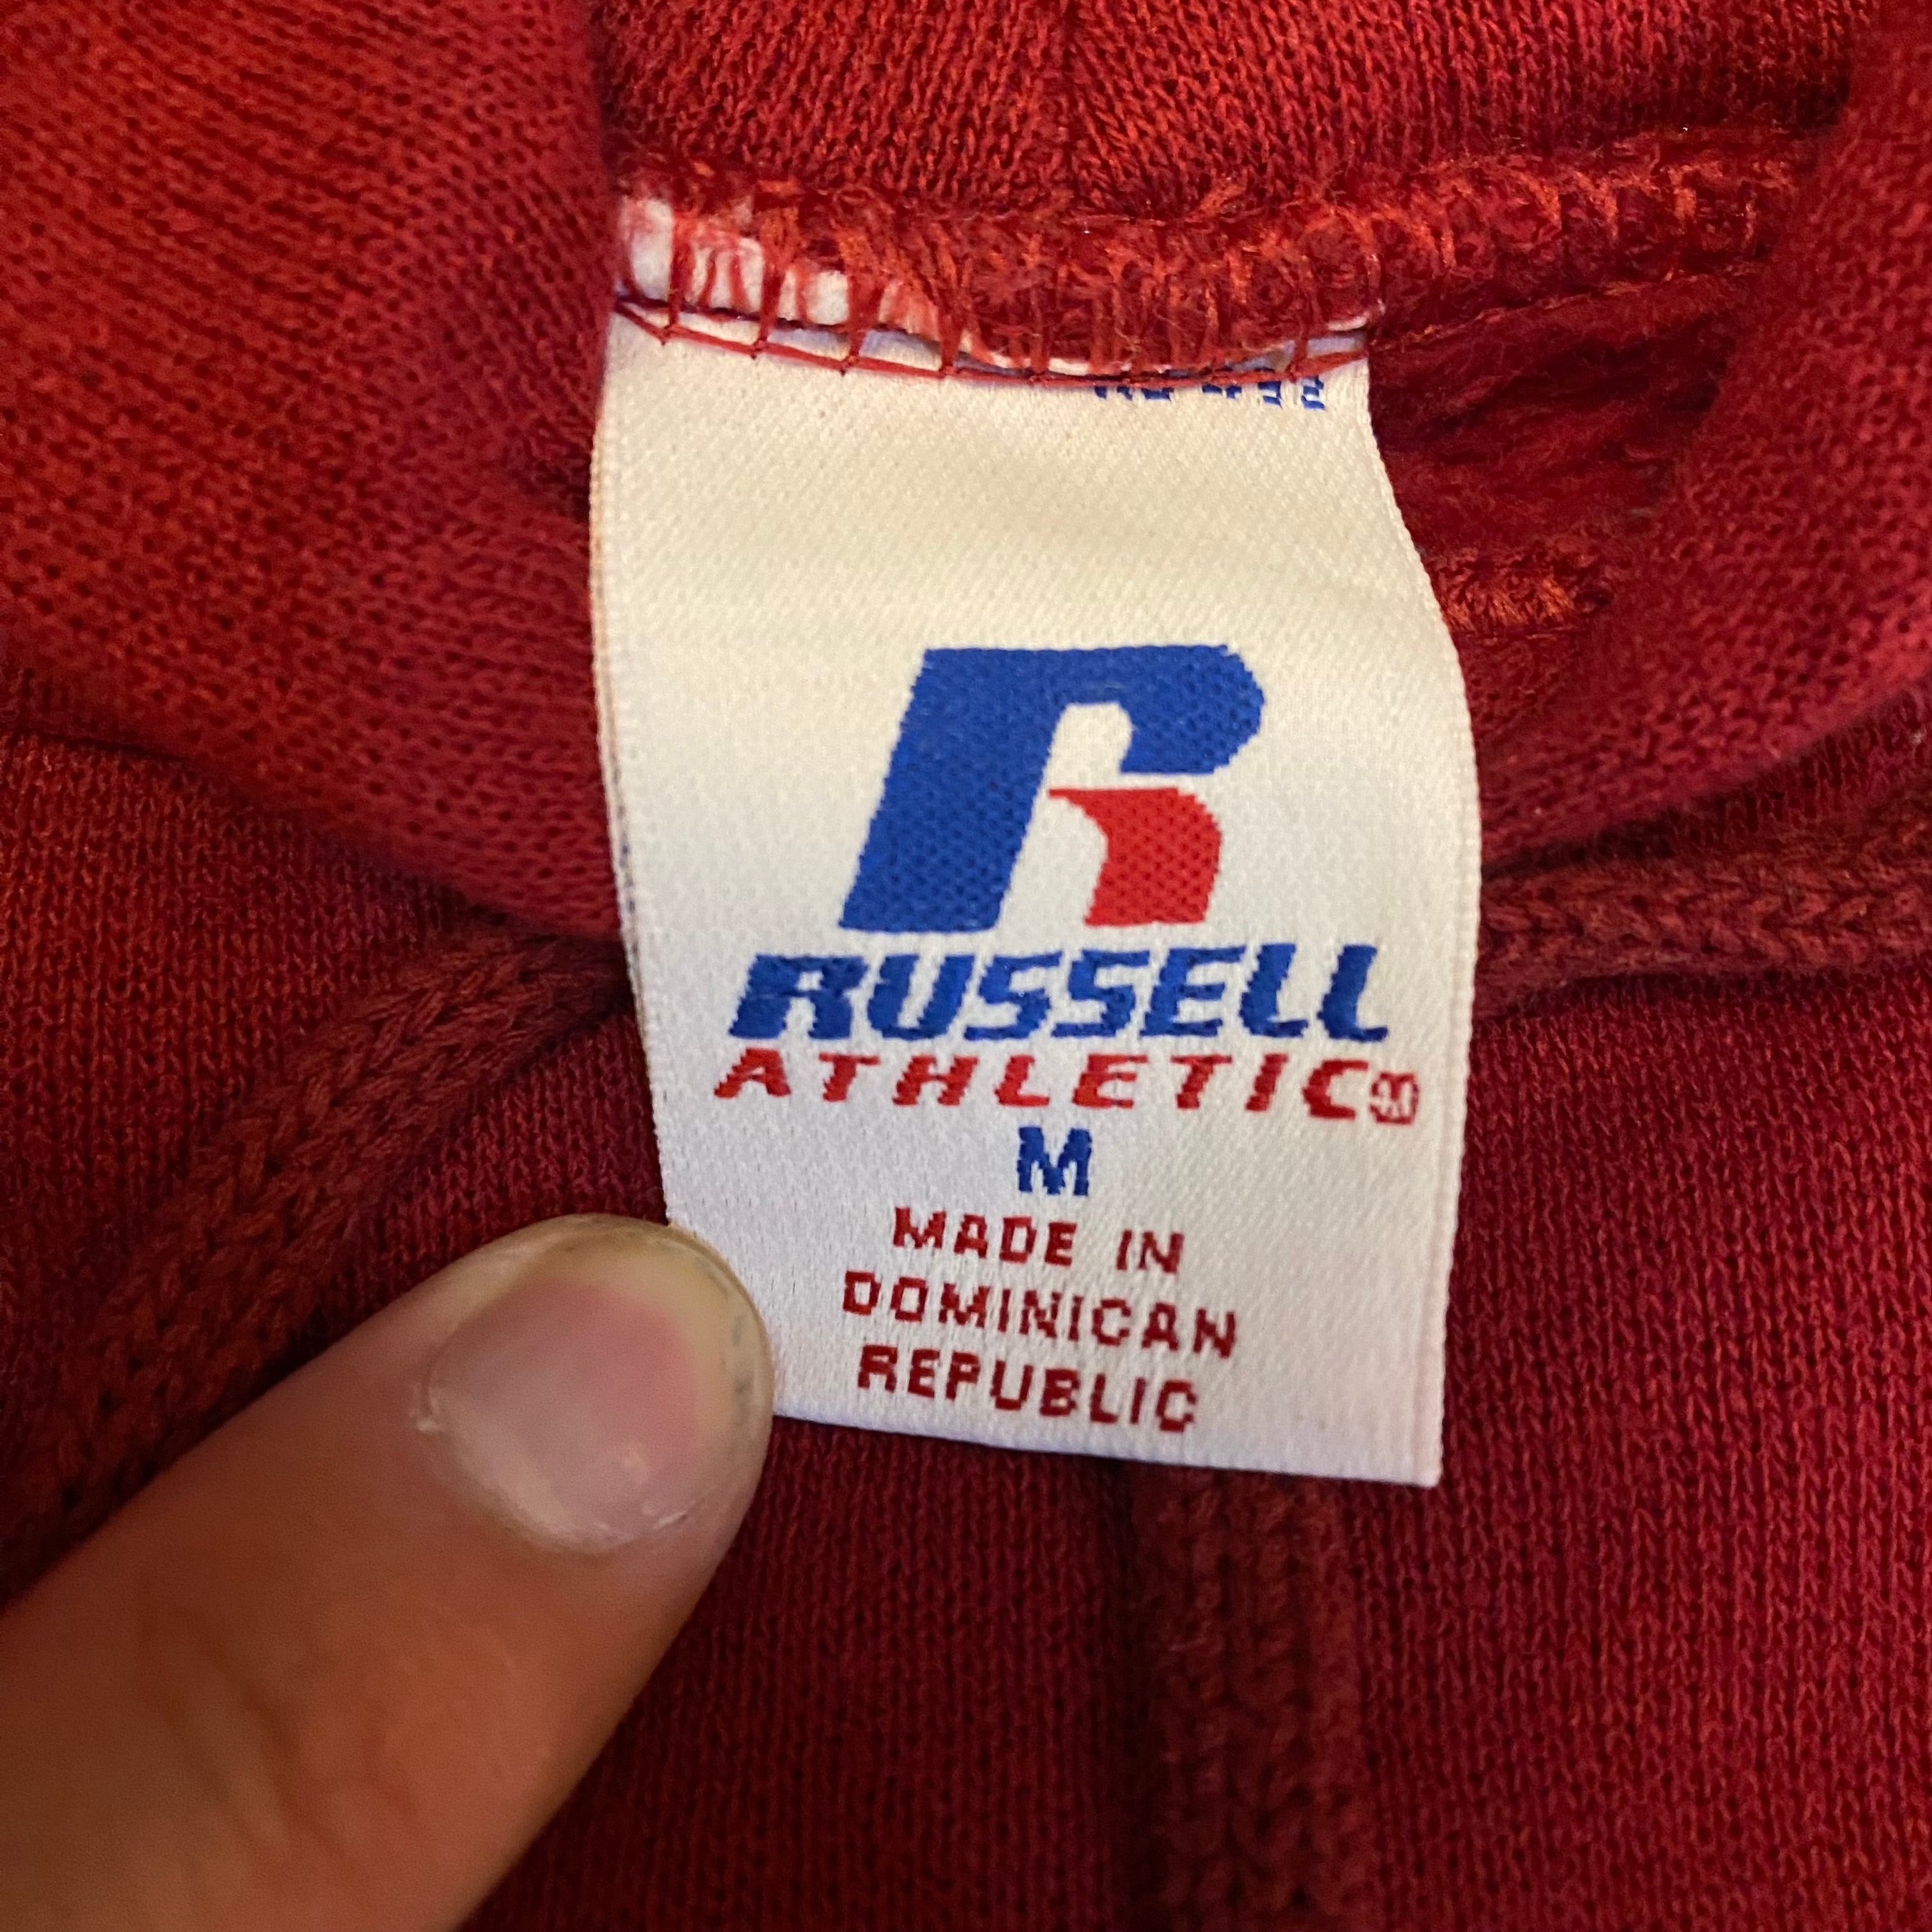 RUSSELL
ATHLETIC®
M
MADE IN
DOMINICAN
REPUBLIC